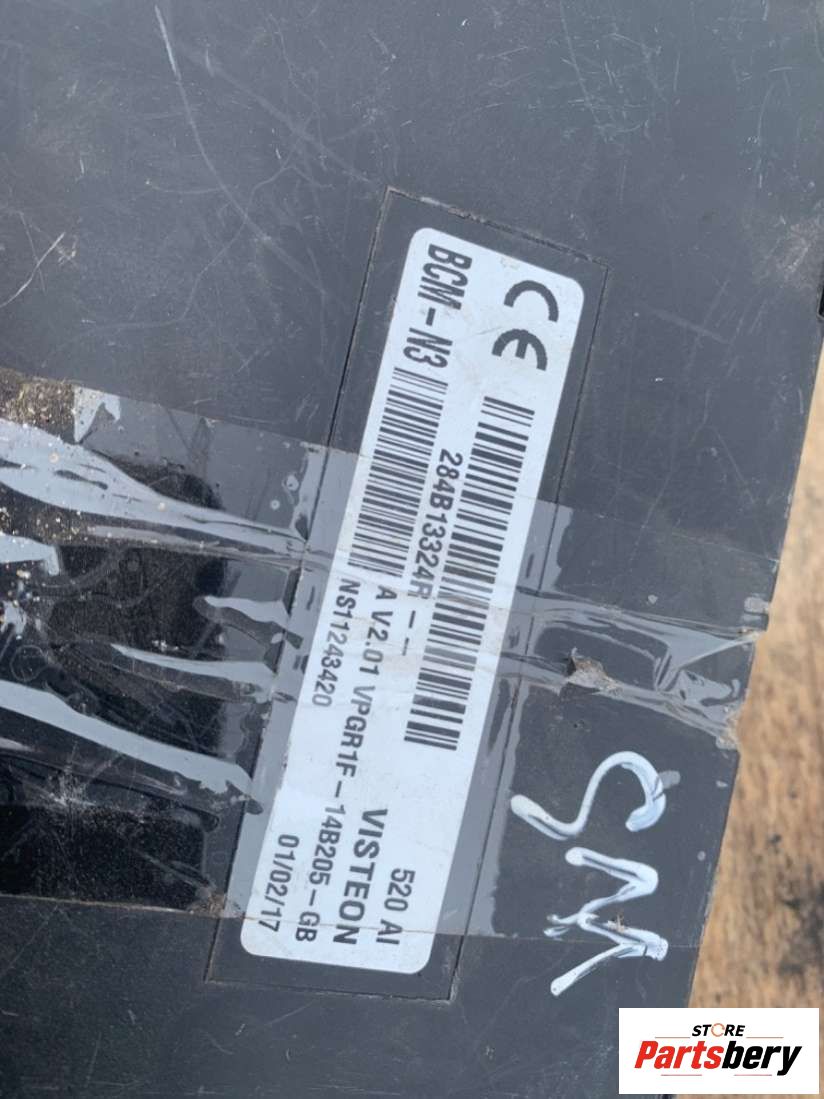 CE
BCM-N3
284B13324R--
A V2.01 VPGR1F-14B205-GB
NS11243420
520 AI
VISTEON
01/02/17
SM
STORE
Partsbery